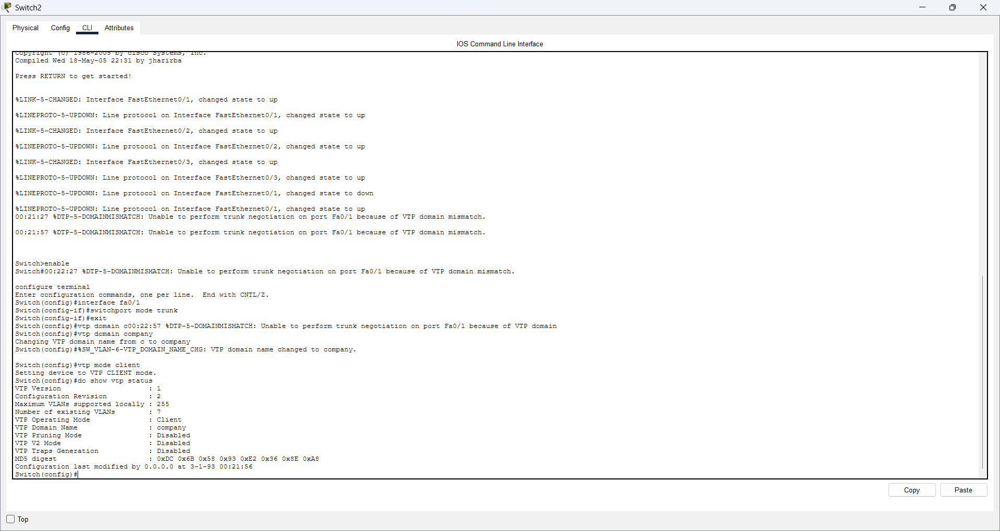 Switch2
Physical Config CLI Attributes
IOS Command Line Interface
Copyright (c) 1986-2005 by Cisco Systems, Inc.
Compiled Wed 18-May-05 22:31 by jharirba
Press RETURN to get started!
%LINK-5-CHANGED: Interface FastEthernet0/1, changed state to up
%LINEPROTO-5-UPDOWN: Line protocol on Interface FastEthernet0/1, changed state to up
%LINK-5-CHANGED: Interface FastEthernet0/2, changed state to up
%LINEPROTO-5-UPDOWN: Line protocol on Interface FastEthernet0/2, changed state to up
%LINK-5-CHANGED: Interface FastEthernet0/3, changed state to up
%LINEPROTO-5-UPDOWN: Line protocol on Interface FastEthernet0/3, changed state to up
%LINEPROTO-5-UPDOWN: Line protocol on Interface FastEthernet0/1, changed state to down
%LINEPROTO-5-UPDOWN: Line protocol on Interface FastEthernet0/1, changed state to up
00:21:27 %DTP-5-DOMAINMISMATCH: Unable to perform trunk negotiation on port Fa0/1 because of VTP domain mismatch.
00:21:57 %DTP-5-DOMAINMISMATCH: Unable to perform trunk negotiation on port Fa0/1 because of VTP domain mismatch.
Switch>enable
Switch#00:22:27 %DTP-5-DOMAINMISMATCH: Unable to perform trunk negotiation on port Fa0/1 because of VTP domain mismatch.
configure terminal
Enter configuration commands, one per line.  End with CNTL/Z.
Switch(config)#interface fa0/1
Switch(config-if)#switchport mode trunk
Switch(config-if)#exit
Switch(config)#vtp domain c00:22:57 %DTP-5-DOMAINMISMATCH: Unable to perform trunk negotiation on port Fa0/1 because of VTP domain
Switch(config)#vtp domain company
Changing VTP domain name from c to company
Switch(config)#%SW_VLAN-6-VTP_DOMAIN_NAME_CHG: VTP domain name changed to company.
Switch(config)#vtp mode client
Setting device to VTP CLIENT mode.
Switch(config)#do show vtp status
VTP Version : 1
Configuration Revision : 2
Maximum VLANs supported locally : 255
Number of existing VLANs : 7
VTP Operating Mode : Client
VTP Domain Name : company
VTP Pruning Mode : Disabled
VTP V2 Mode : Disabled
VTP Traps Generation : Disabled
MD5 digest : 0xDC 0x6B 0x58 0x93 0xE2 0x36 0x8E 0xA8
Configuration last modified by 0.0.0.0 at 3-1-93 00:21:56
Switch(config)#
Copy Paste
Top